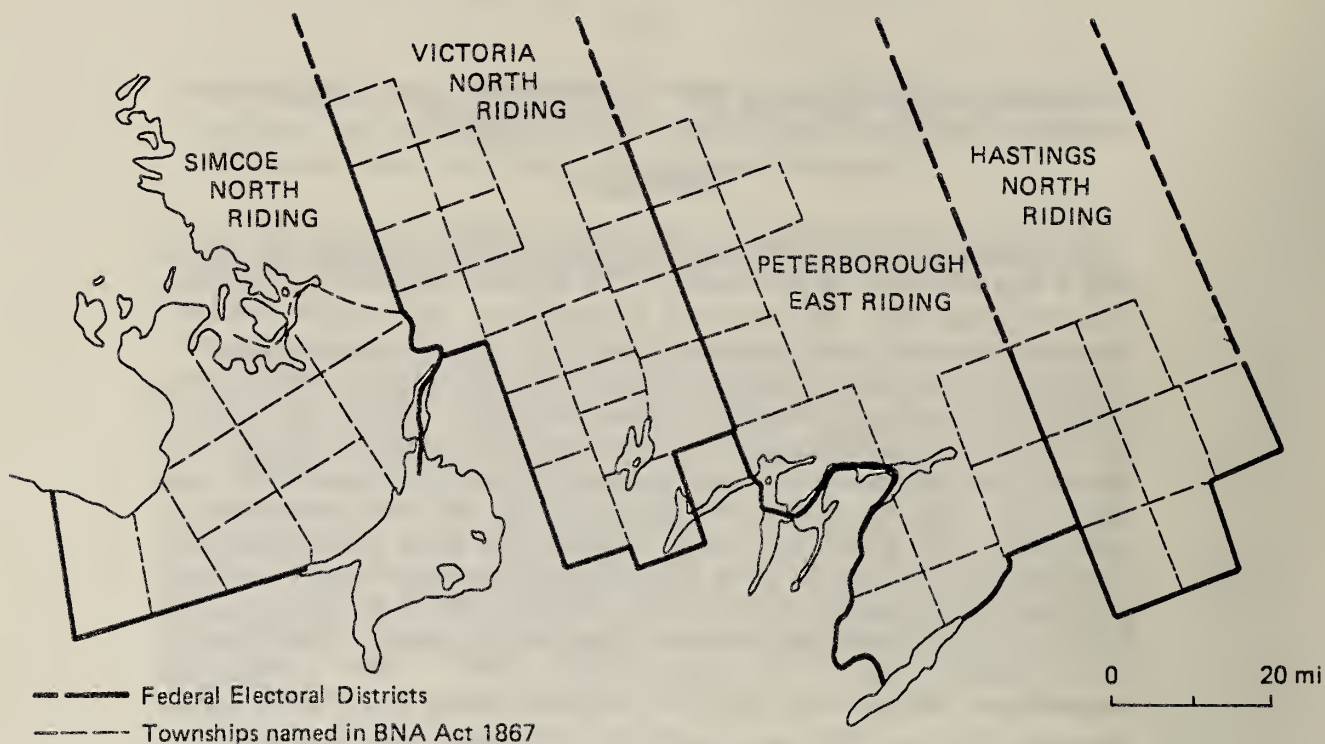 VICTORIA
NORTH
RIDING
SIMCOE
NORTH
RIDING
HASTINGS
NORTH
RIDING
PETERBOROUGH
EAST RIDING
0 20 mi
Federal Electoral Districts
Townships named in BNA Act 1867